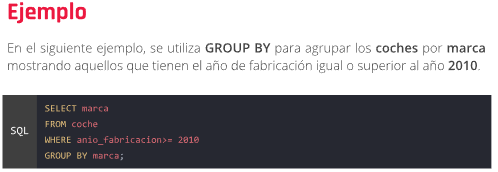 Ejemplo
En el siguiente ejemplo, se utiliza GROUP BY para agrupar los coches por marca
mostrando aquellos que tienen el año de fabricación igual o superior al año 2010.
SQL
SELECT marca
FROM coche
WHERE anio_fabricacion>= 2010
GROUP BY marca;